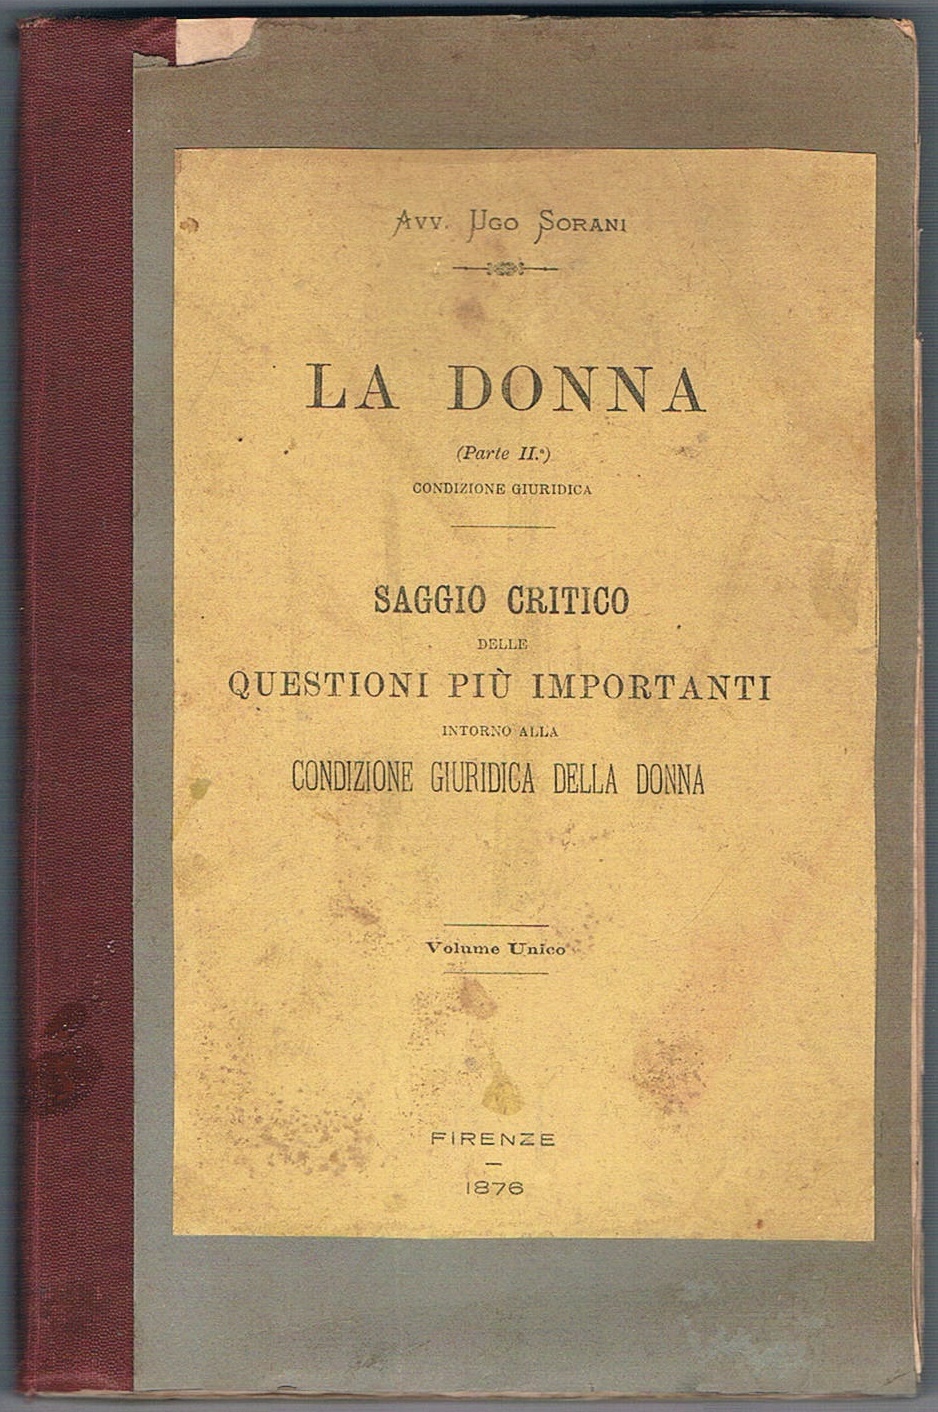 Avv. Ugo Sorani
LA DONNA
(Parte II.ª)
CONDIZIONE GIURIDICA
SAGGIO CRITICO
DELLE
QUESTIONI PIÙ IMPORTANTI
INTORNO ALLA
CONDIZIONE GIURIDICA DELLA DONNA
Volume Unico
FIRENZE
1876